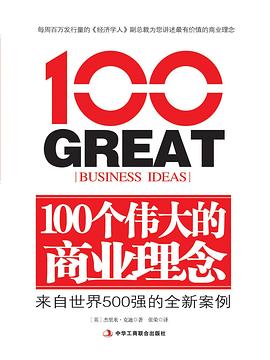 每周百万发行量的《经济学人》副总裁为您讲述最有价值的商业理念
100
GREAT
|BUSINESS IDEAS|
100个伟大的
商业理念
来自世界500强的全新案例
[英] 杰里米·克迪 著 张荣 译
中华工商联合出版社